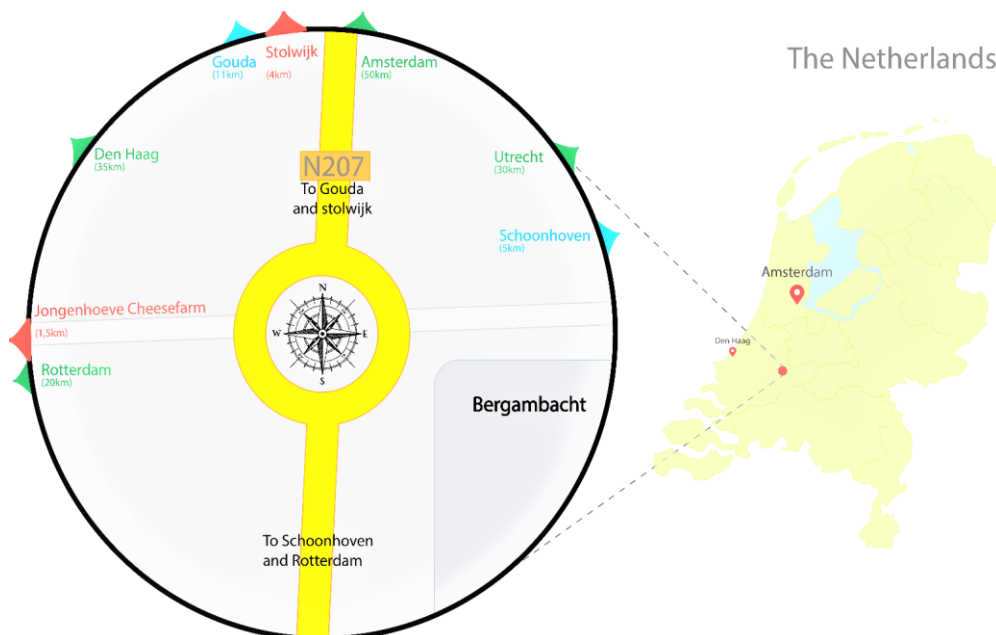 The Netherlands
Gouda
(11km)
Stolwijk
(4km)
Amsterdam
(50km)
Den Haag
(35km)
Utrecht
(30km)
N207
To Gouda
and stolwijk
Schoonhoven
(5km)
Jongenhoeve Cheesefarm
(1,5km)
N
W
E
S
Rotterdam
(20km)
Bergambacht
To Schoonhoven
and Rotterdam
Amsterdam
Den Haag